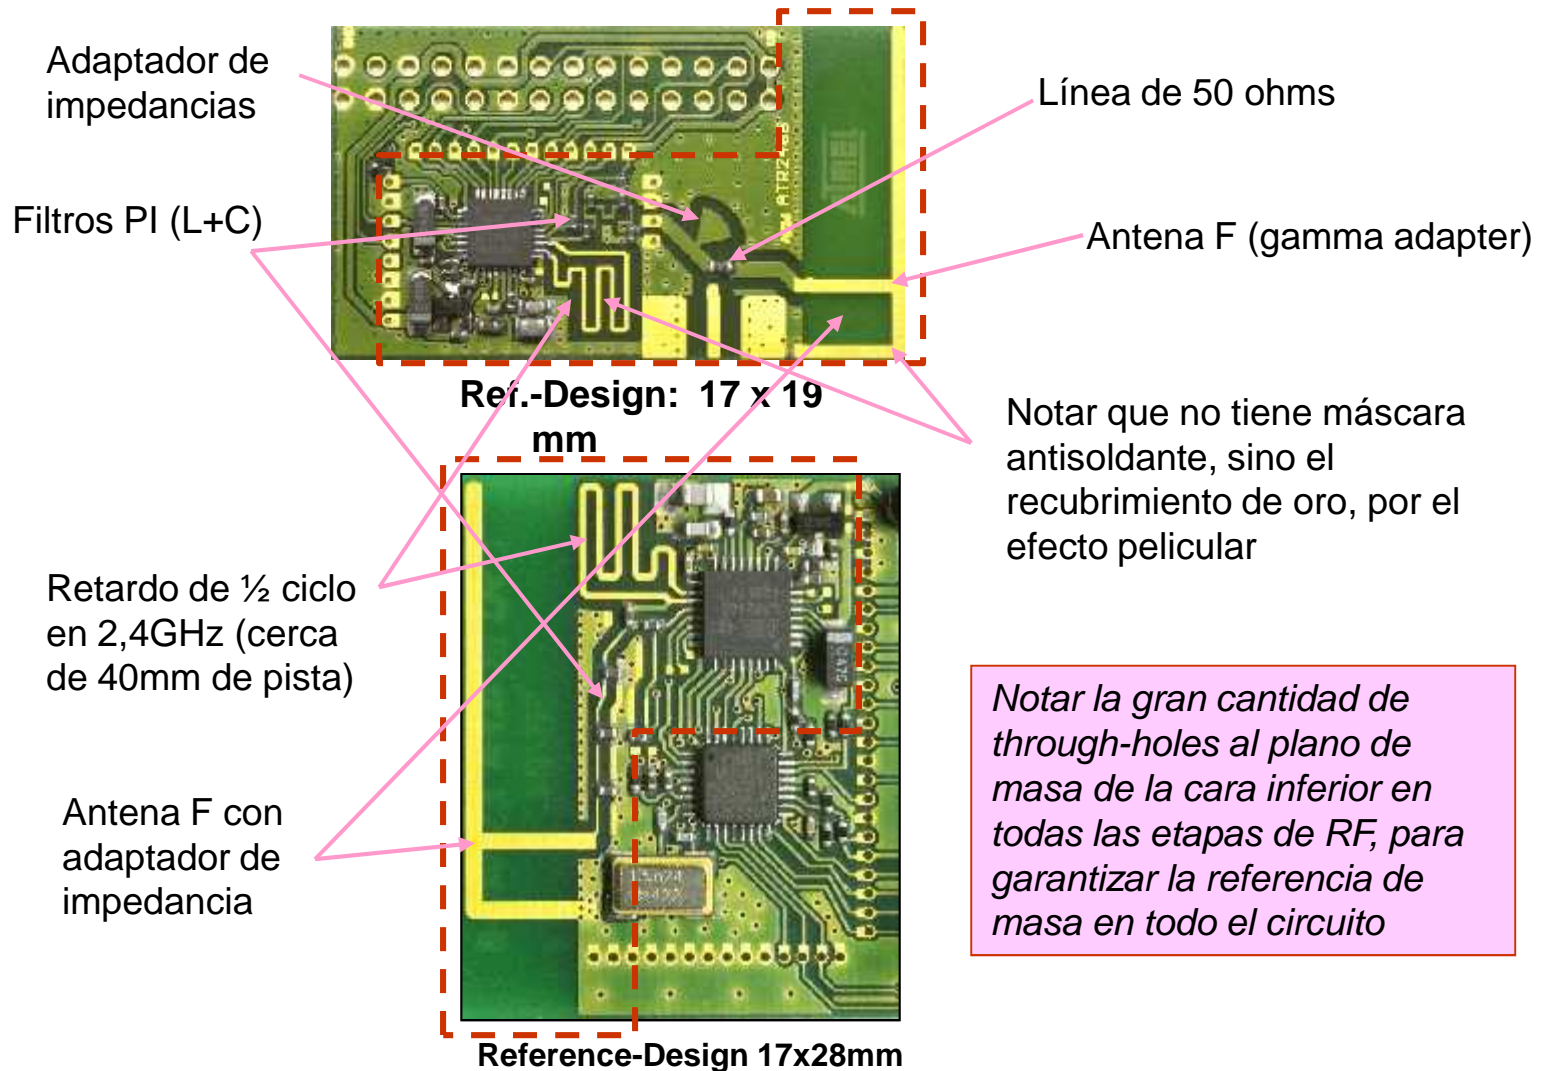 Adaptador de
impedancias
Línea de 50 ohms
ATR2406
ATMEL
Filtros PI (L+C)
Antena F (gamma adapter)
Ref.-Design: 17 x 19
mm
Notar que no tiene máscara
antisoldante, sino el
recubrimiento de oro, por el
efecto pelicular
Retardo de ½ ciclo
en 2,4GHz (cerca
de 40mm de pista)
Notar la gran cantidad de
through-holes al plano de
masa de la cara inferior en
todas las etapas de RF, para
garantizar la referencia de
masa en todo el circuito
Antena F con
adaptador de
impedancia
Reference-Design 17x28mm